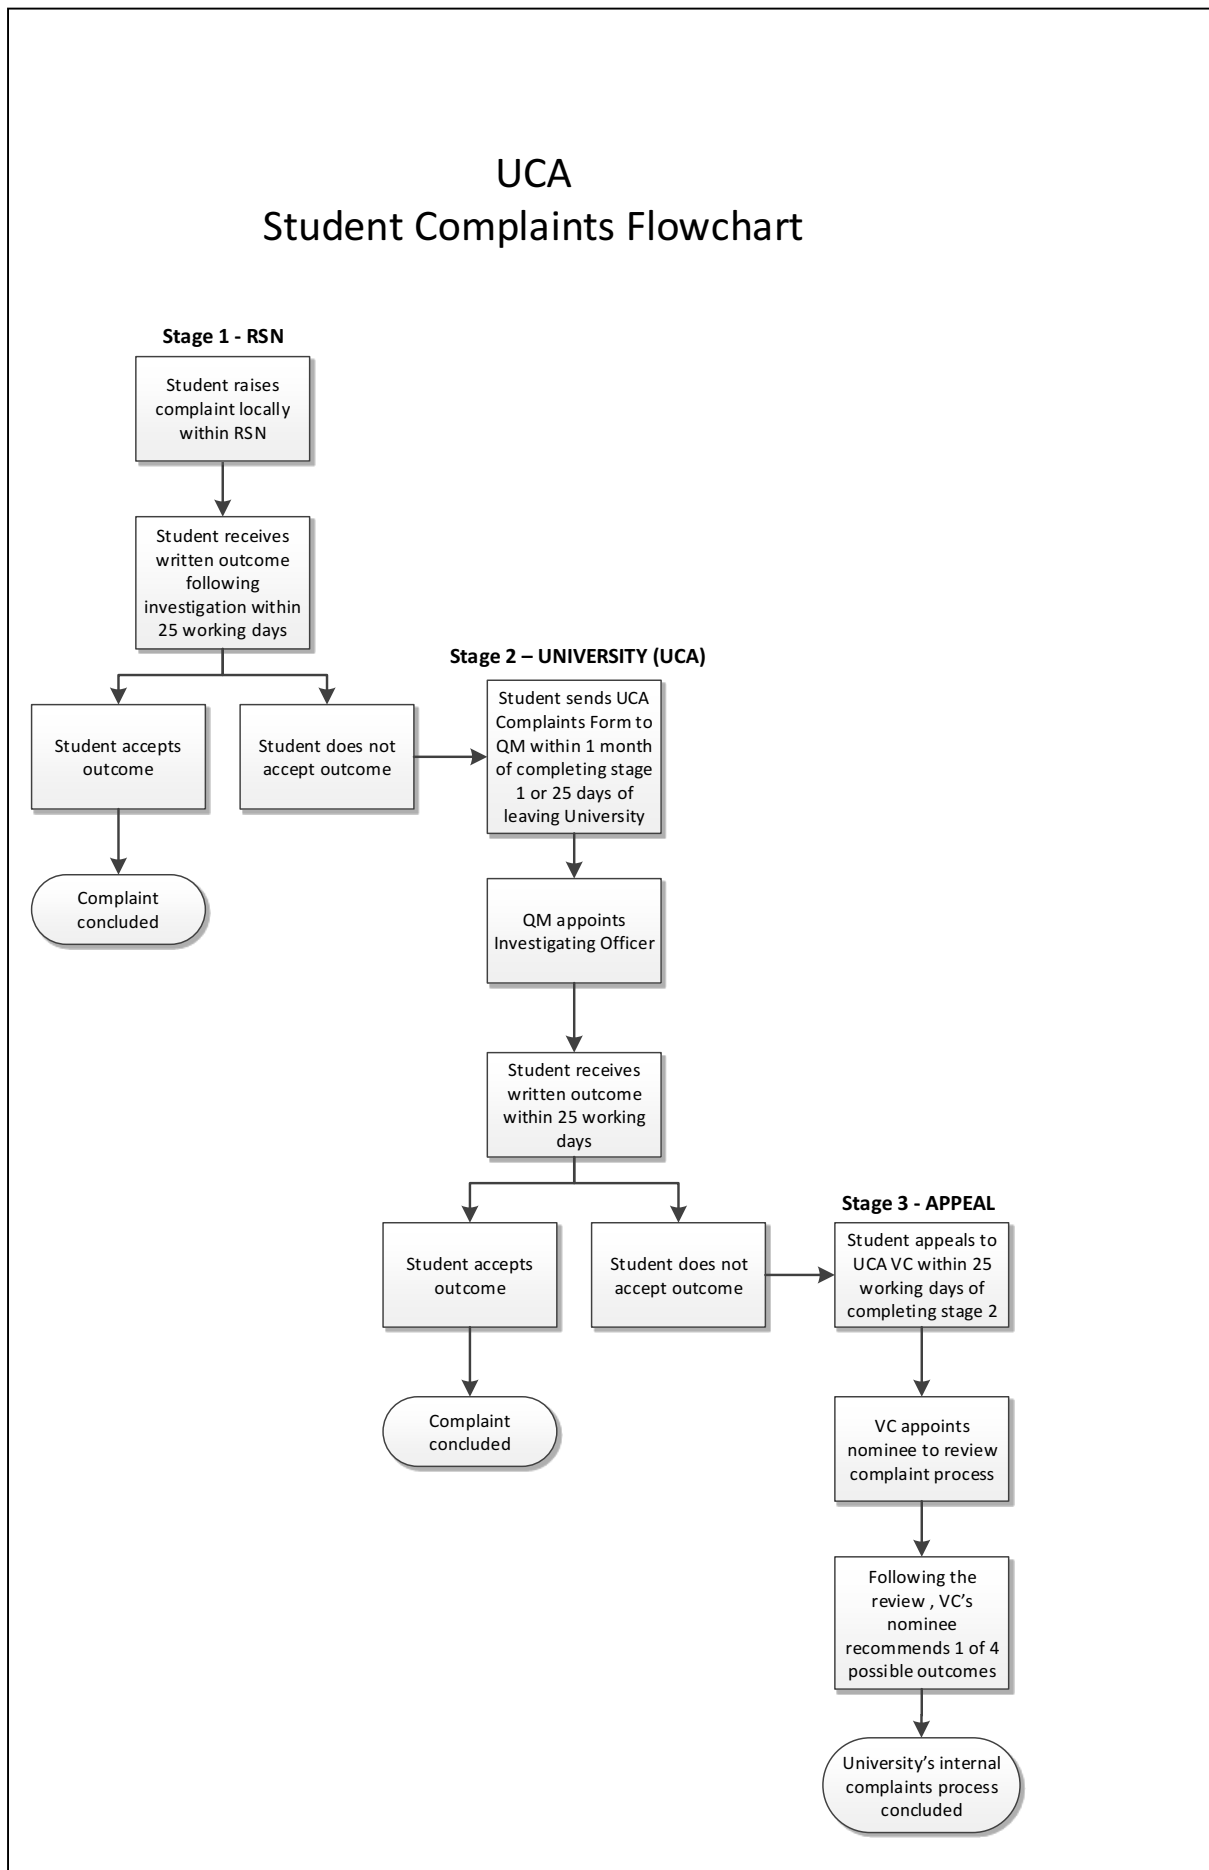 UCA
Student Complaints Flowchart
Stage 1 - RSN
Student raises
complaint locally
within RSN
Student receives
written outcome
following
investigation within
25 working days
Student accepts
outcome
Student does not
accept outcome
Complaint
concluded
Stage 2 – UNIVERSITY (UCA)
Student sends UCA
Complaints Form to
QM within 1 month
of completing stage
1 or 25 days of
leaving University
QM appoints
Investigating Officer
Student receives
written outcome
within 25 working
days
Student accepts
outcome
Student does not
accept outcome
Complaint
concluded
Stage 3 - APPEAL
Student appeals to
UCA VC within 25
working days of
completing stage 2
VC appoints
nominee to review
complaint process
Following the
review , VC’s
nominee
recommends 1 of 4
possible outcomes
University’s internal
complaints process
concluded